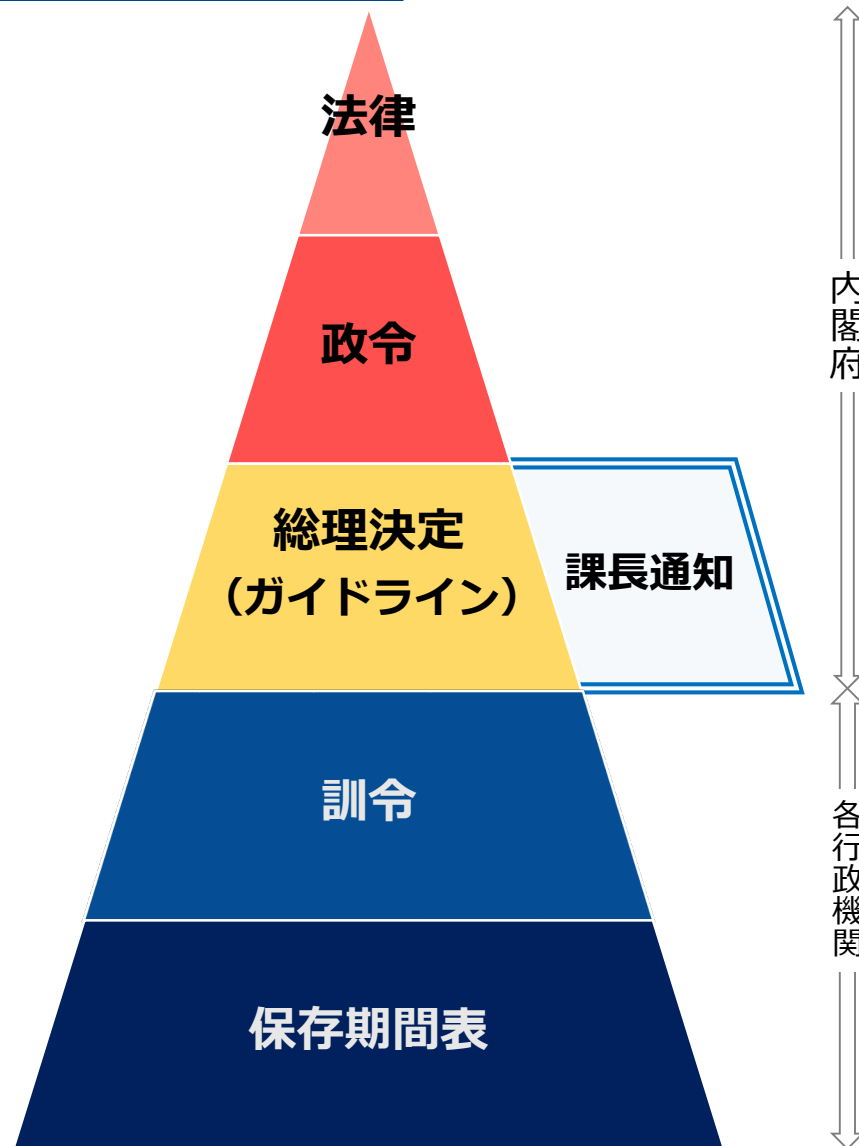 法律
政令
総理決定
（ガイドライン）
課長通知
訓令
保存期間表
内閣府
各行政機関